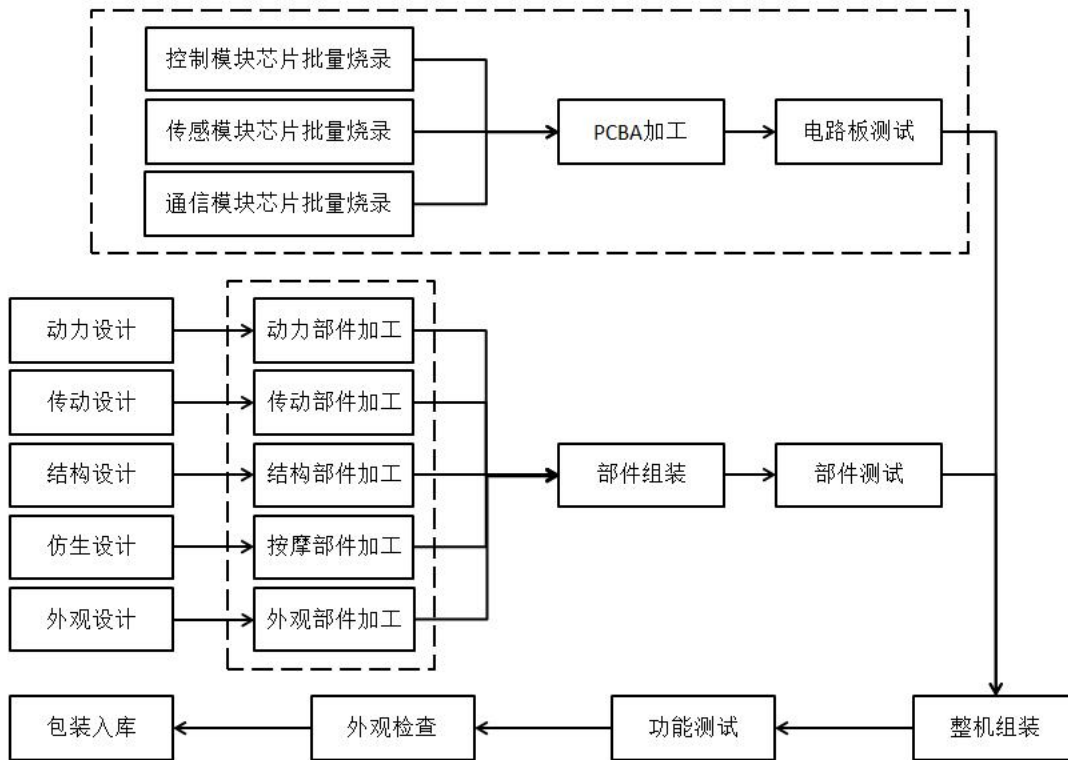 控制模块芯片批量烧录
传感模块芯片批量烧录
通信模块芯片批量烧录
PCBA加工
电路板测试
动力设计
动力部件加工
传动设计
传动部件加工
结构设计
结构部件加工
仿生设计
按摩部件加工
外观设计
外观部件加工
部件组装
部件测试
包装入库
外观检查
功能测试
整机组装